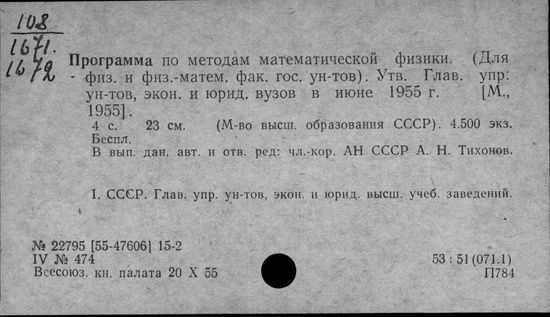 108
1671.
1672
Программа по методам математической физики. (Для
физ. и физ.-матем. фак. гос. ун-тов). Утв. Глав. упр:
ун-тов, экон. и юрид. вузов в июне 1955 г. [М.,
1955].
4 с. 23 см. (М-во высш. образования СССР). 4.500 экз.
Беспл.
В вып. дан. авт. и отв. ред: чл.-кор. АН СССР А. Н. Тихонов.
I. СССР. Глав. упр. ун-тов, экон. и юрид. высш. учеб. заведений.
№ 22795 [55-47606] 15-2
IV № 474 53 : 51 (071.1)
Всесоюз. кн. палата 20 X 55 П784